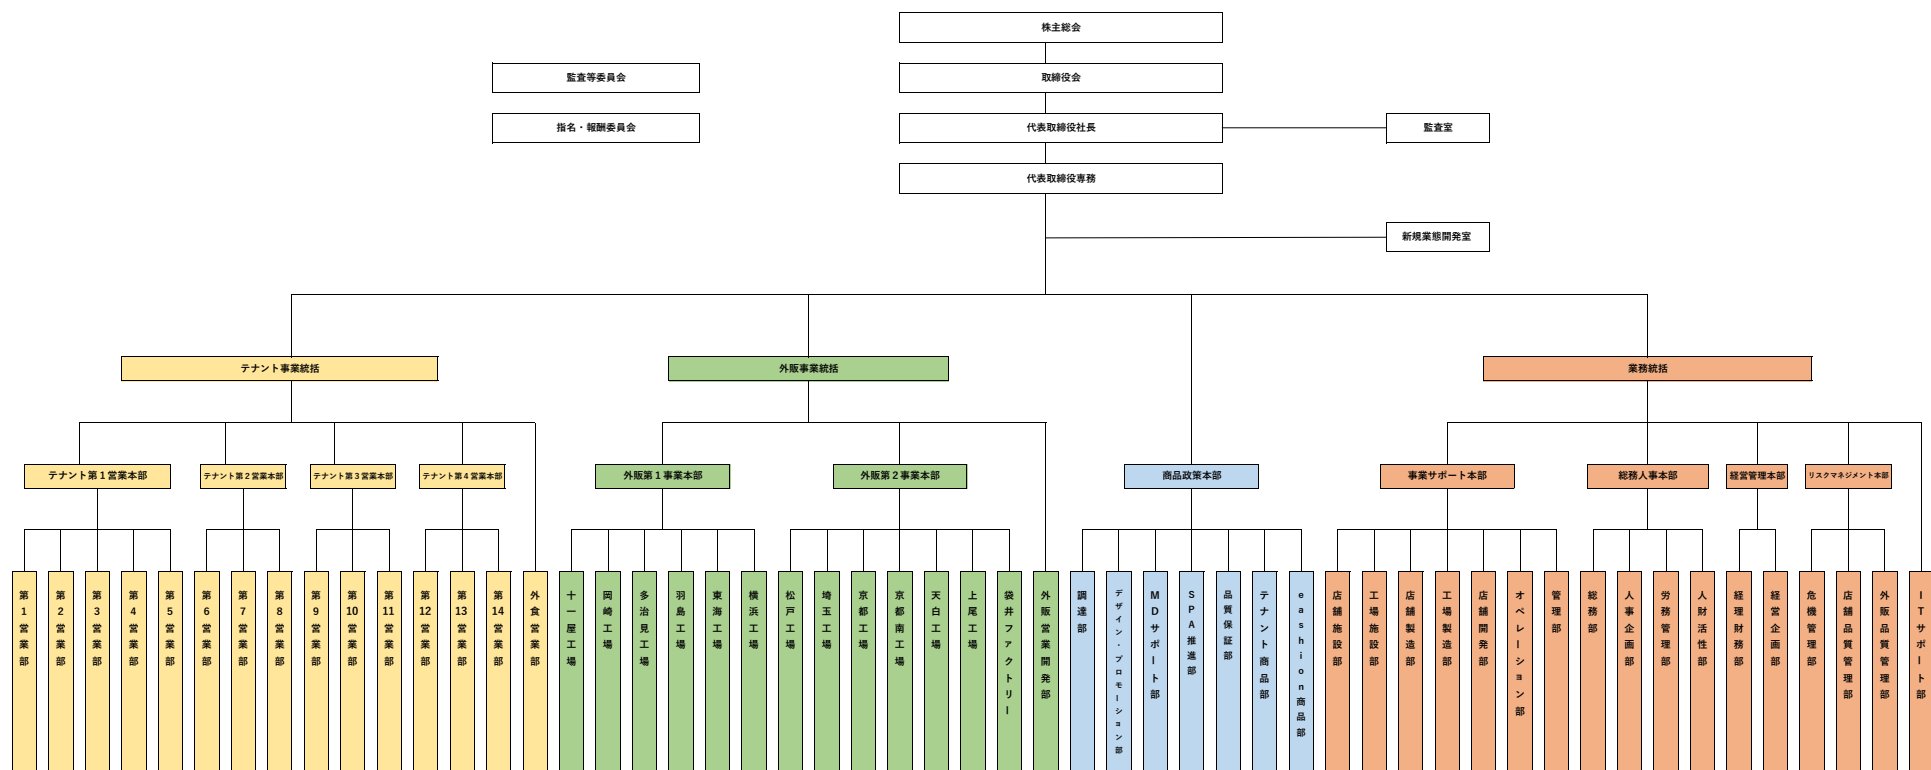 株主総会
監査等委員会
取締役会
指名・報酬委員会
代表取締役社長
監査室
代表取締役専務
新規業態開発室
テナント事業統括
外販事業統括
業務統括
テナント第１営業本部
テナント第２営業本部
テナント第３営業本部
テナント第４営業本部
外販第１事業本部
外販第２事業本部
商品政策本部
事業サポート本部
総務人事本部
経営管理本部
リスクマネジメント本部
第1営業部
第2営業部
第3営業部
第4営業部
第5営業部
第6営業部
第7営業部
第8営業部
第9営業部
第10営業部
第11営業部
第12営業部
第13営業部
第14営業部
外食営業部
十一屋工場
岡崎工場
多治見工場
羽島工場
東海工場
横浜工場
松戸工場
埼玉工場
京都工場
京都南工場
天白工場
上尾工場
袋井ファクトリー
外販営業開発部
調達部
デザイン・プロモーション部
MDサポート部
SPA推進部
品質保証部
テナント商品部
eashion商品部
店舗施設部
工場施設部
店舗製造部
工場製造部
店舗開発部
オペレーション部
管理部
総務部
人事企画部
労務管理部
人財活性部
経理財務部
経営企画部
危機管理部
店舗品質管理部
外販品質管理部
ITサポート部